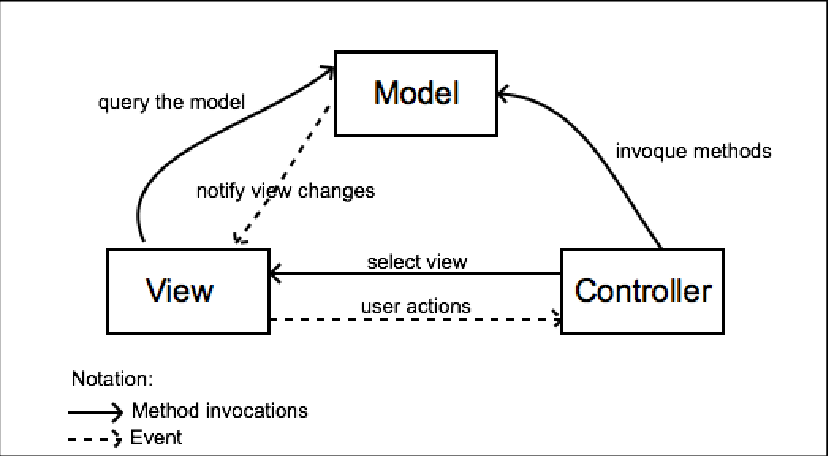 Model
query the model
invoque methods
notify view changes
select view
View
Controller
user actions
Notation:
Method invocations
Event